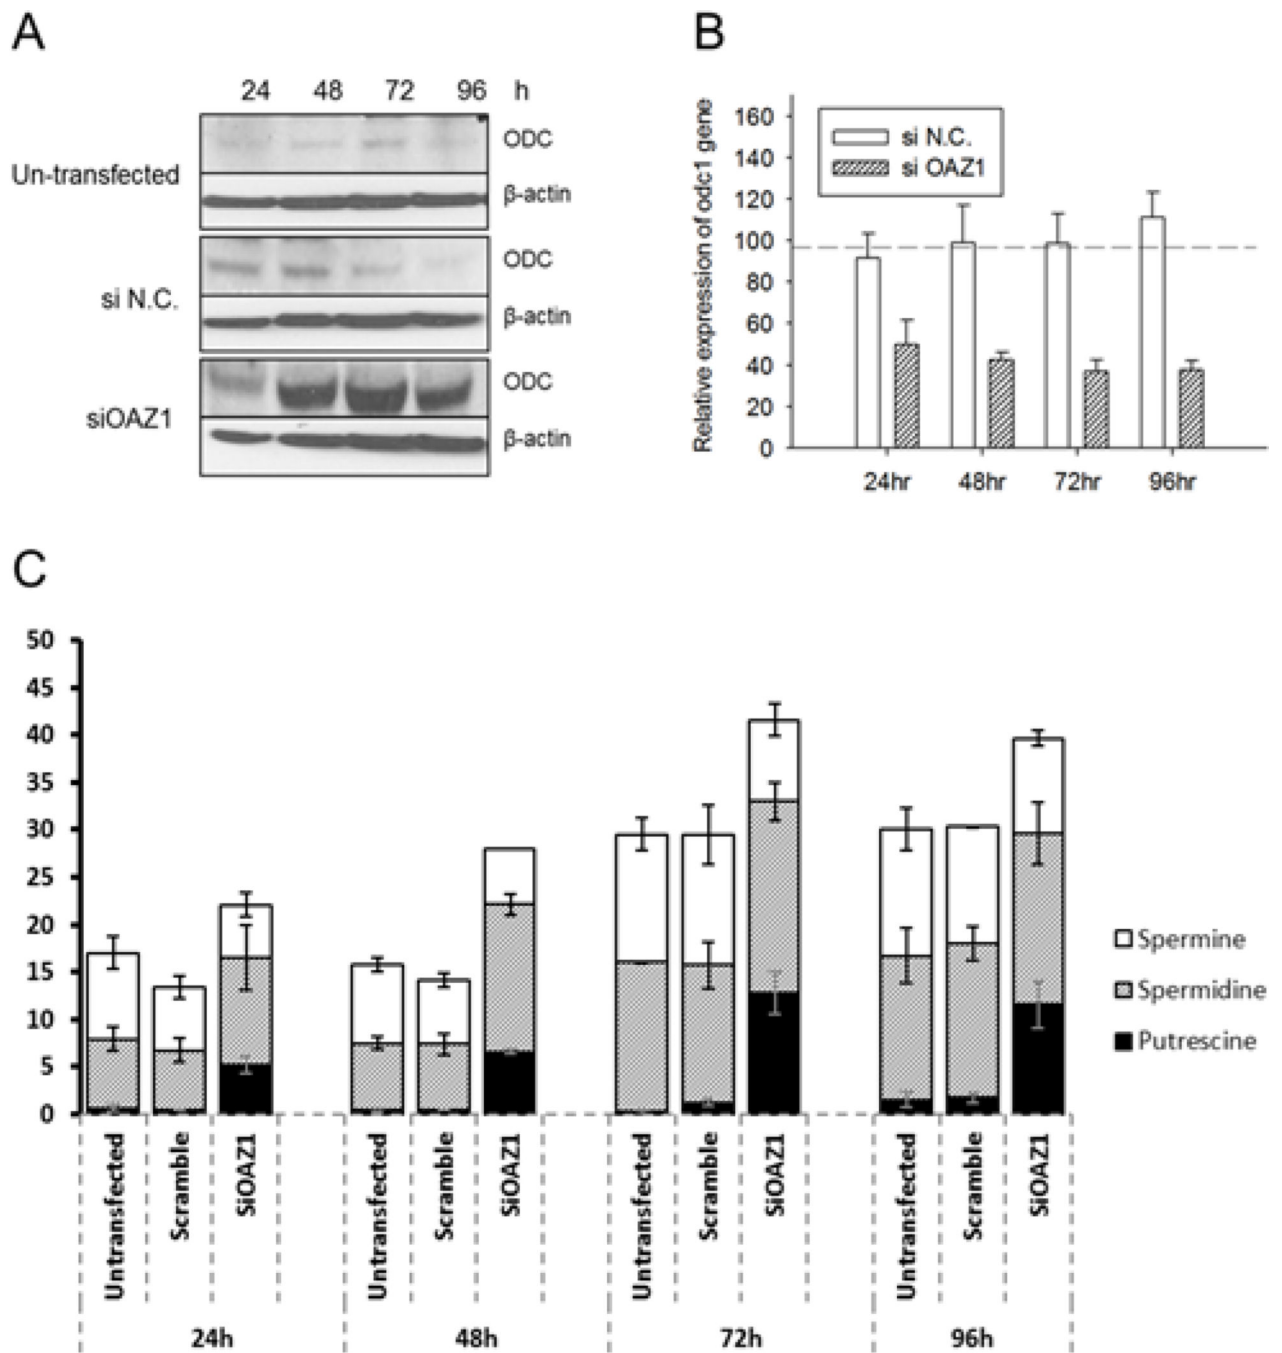 A
24 48 72 96 h
Un-transfected
ODC
β-actin
si N.C.
ODC
β-actin
siOAZ1
ODC
β-actin
B
Relative expression of odc1 gene
160
140
120
100
80
60
40
20
0
si N.C.
si OAZ1
24hr 48hr 72hr 96hr
C
50
45
40
35
30
25
20
15
10
5
0
Spermine
Spermidine
Putrescine
Untransfected Scramble SiOAZ1 Untransfected Scramble SiOAZ1 Untransfected Scramble SiOAZ1 Untransfected Scramble SiOAZ1
24h 48h 72h 96h